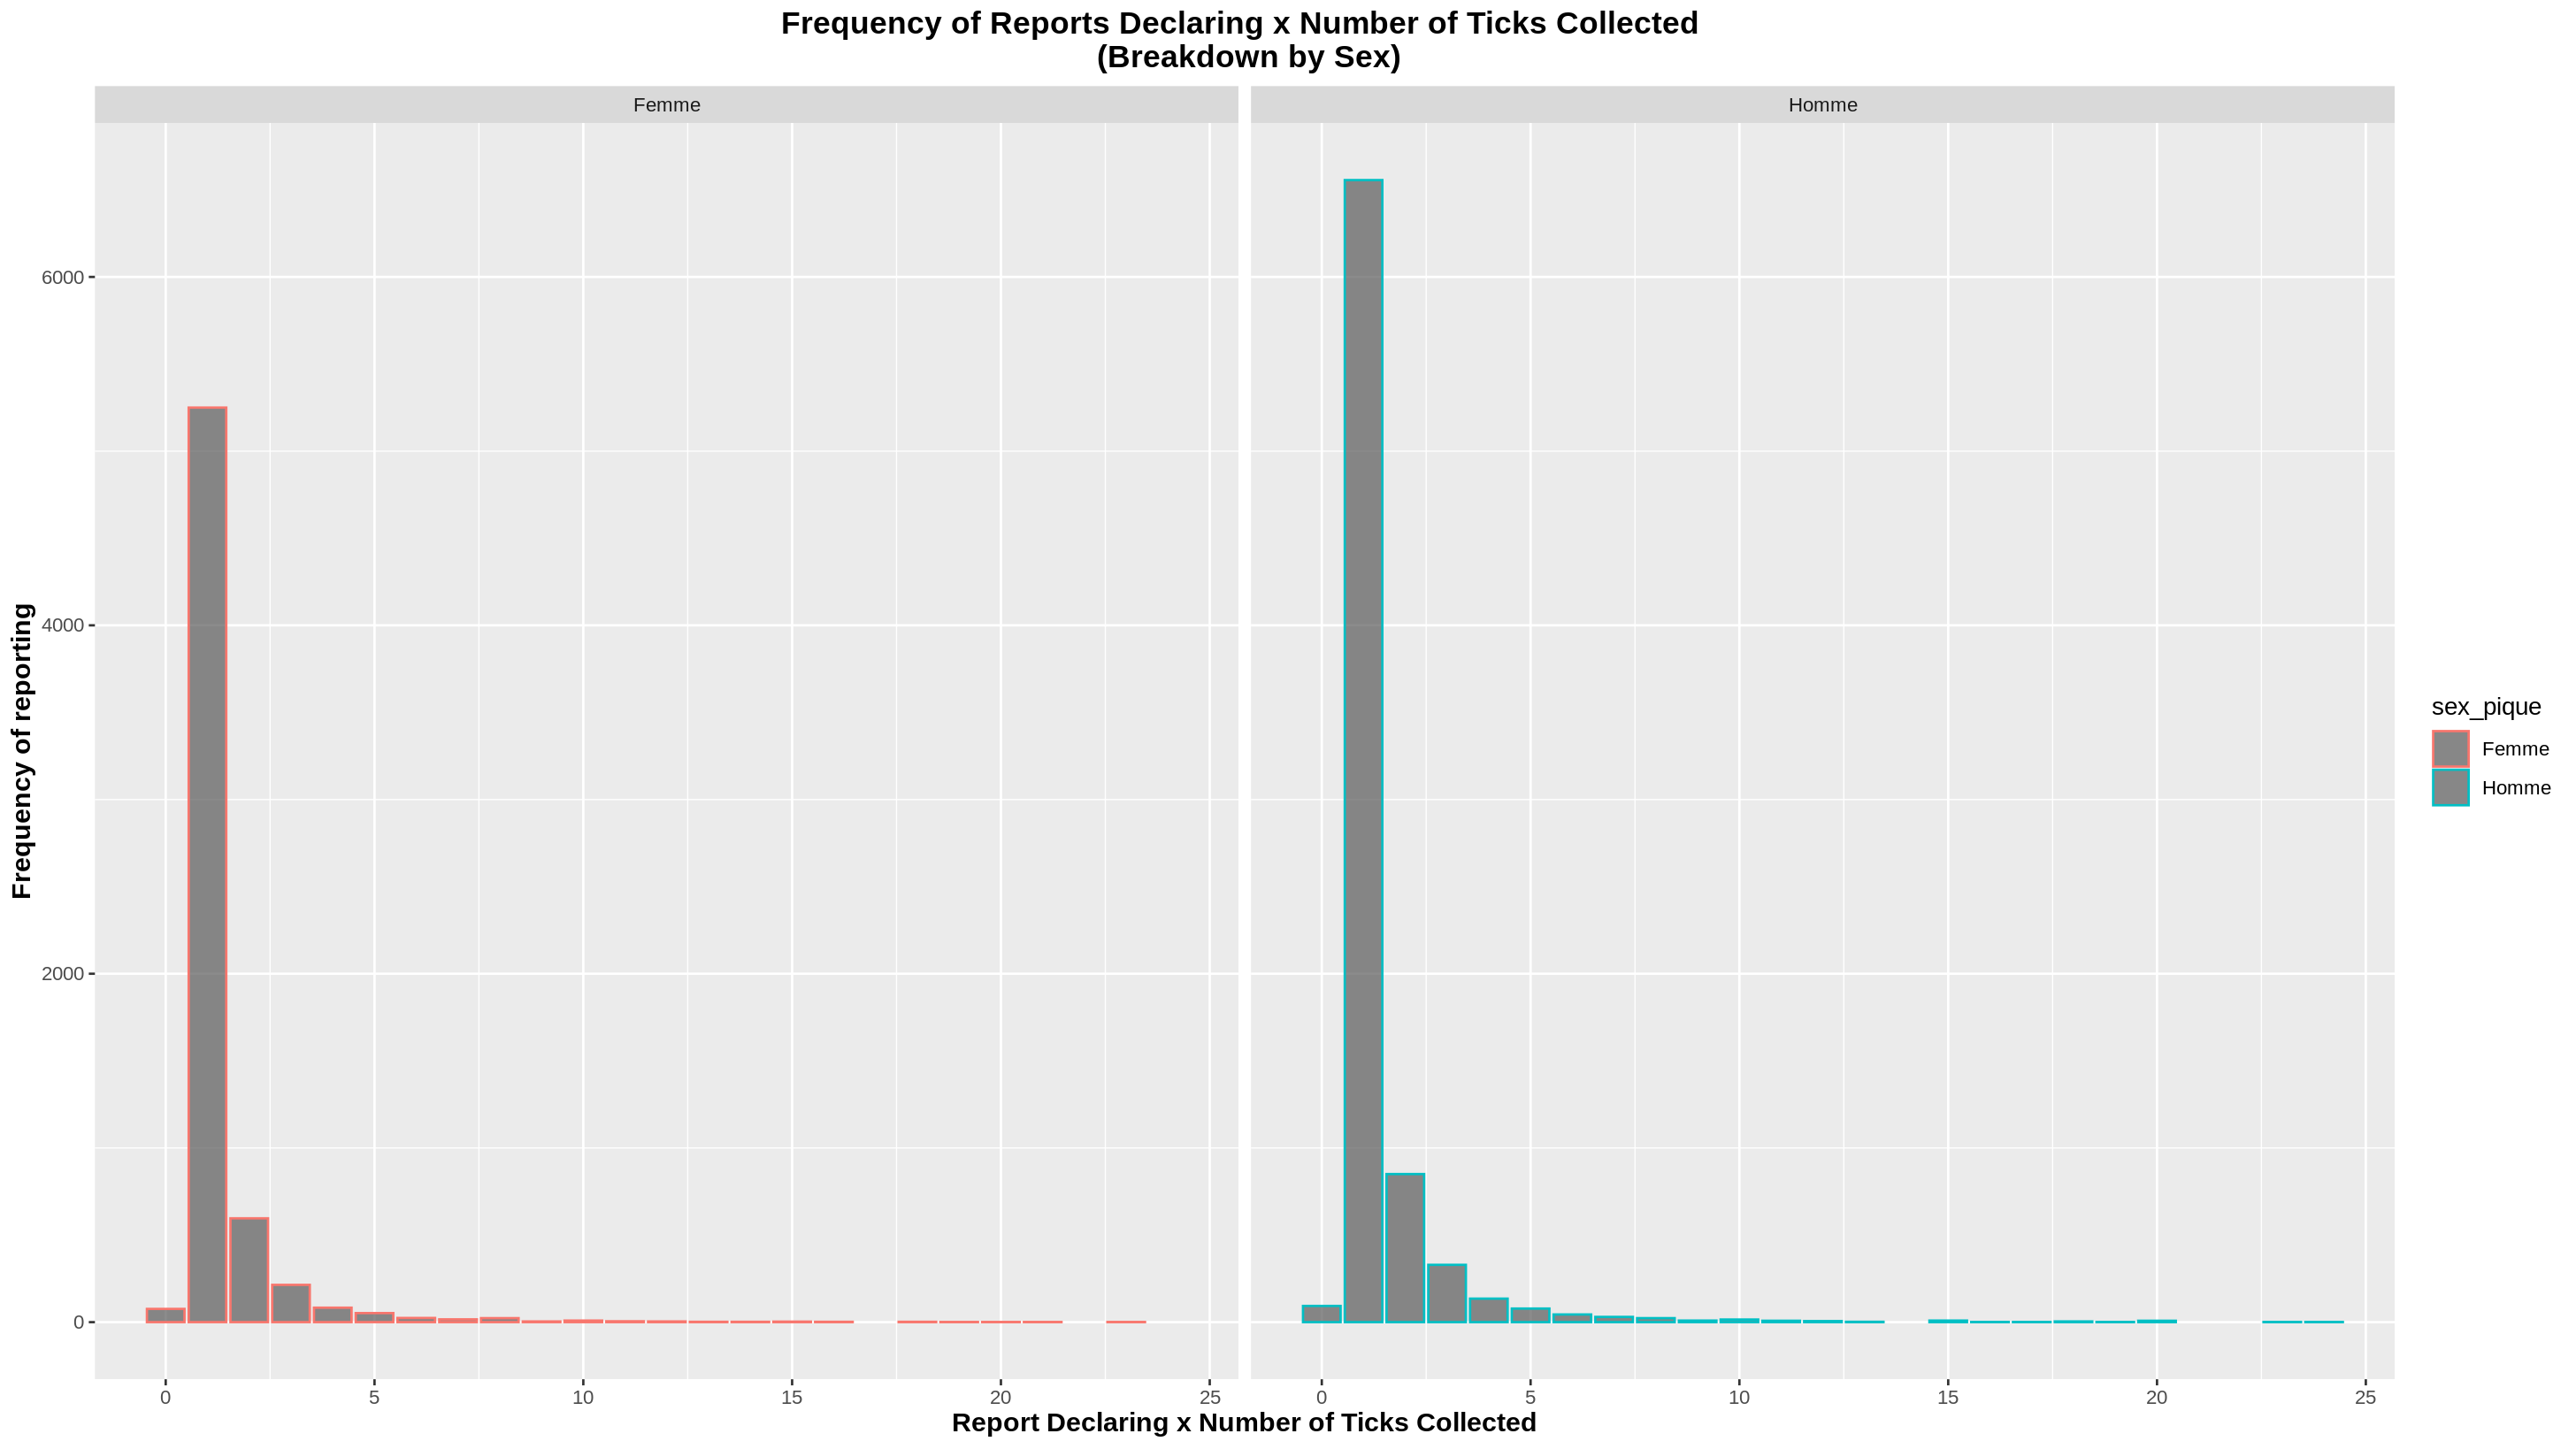 Frequency of Reports Declaring x Number of Ticks Collected
(Breakdown by Sex)
Femme
Homme
Frequency of reporting
6000
4000
2000
0
0 5 10 15 20 25
0 5 10 15 20 25
Report Declaring x Number of Ticks Collected
sex_pique
Femme
Homme